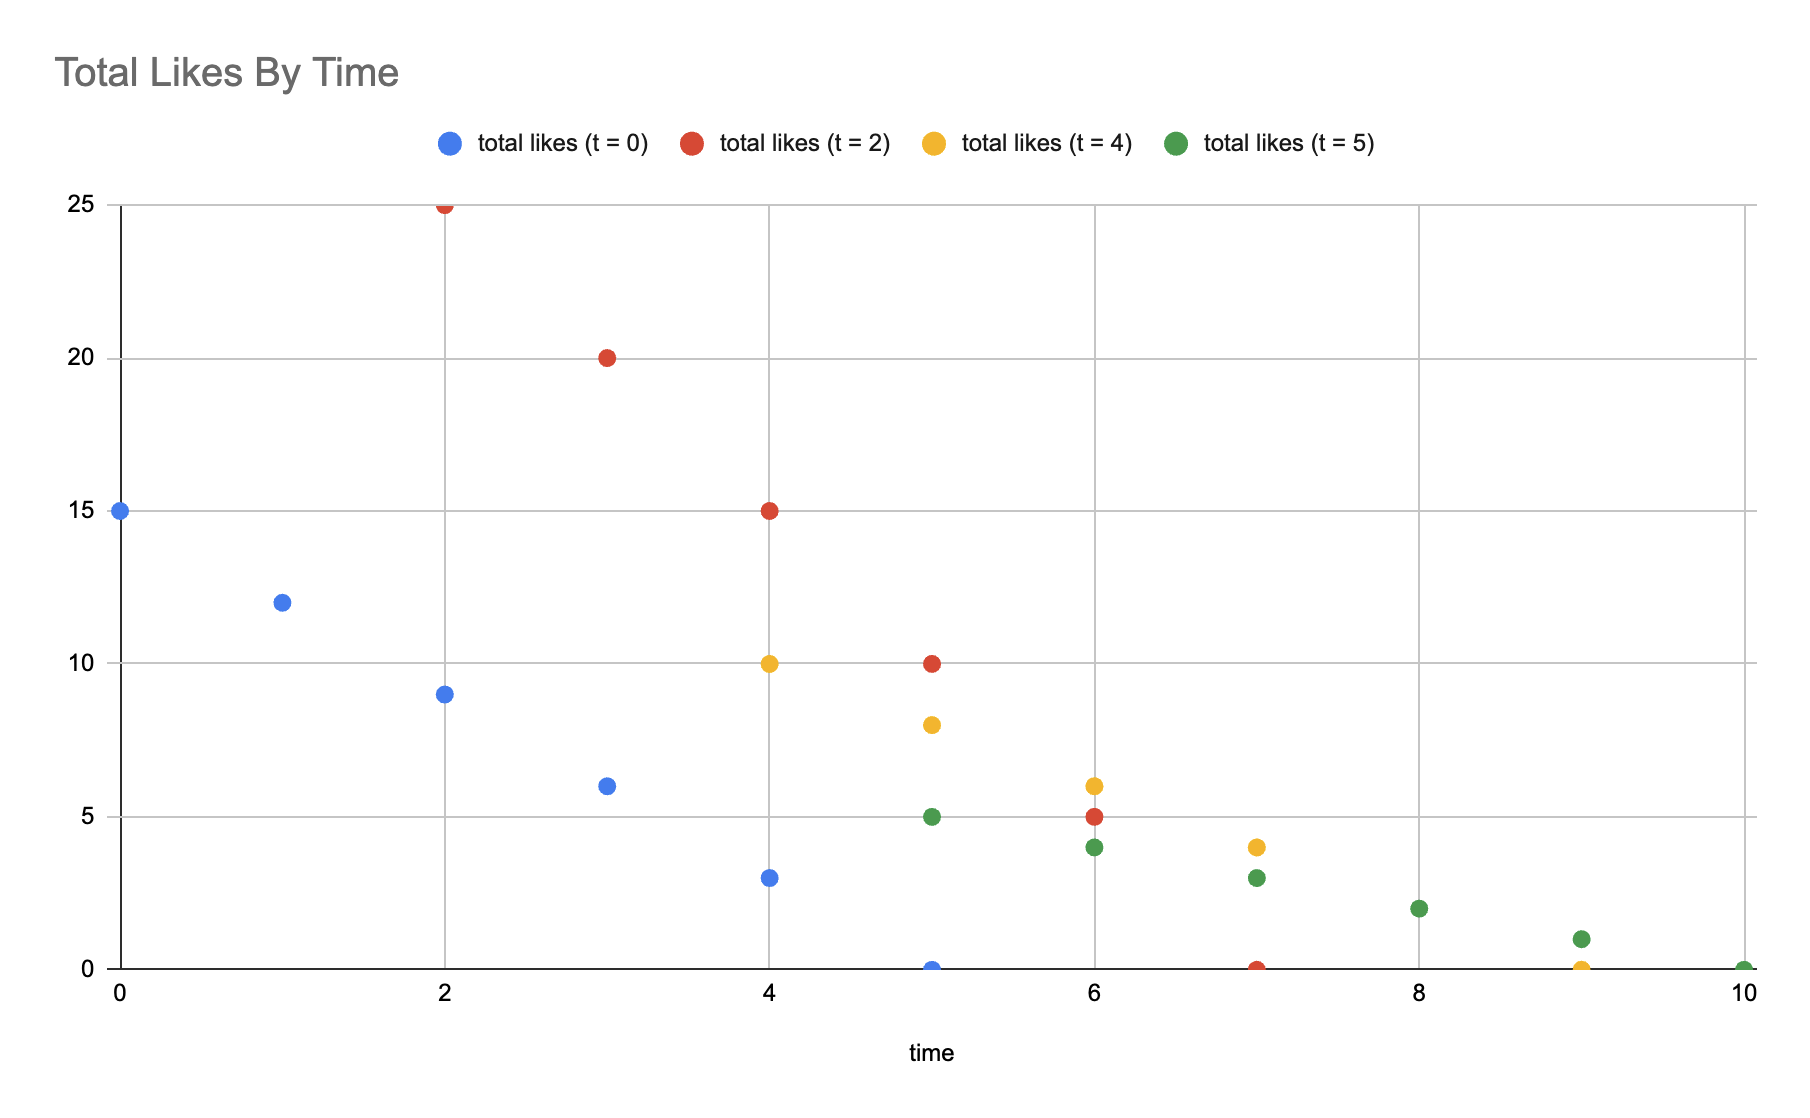 Total Likes By Time
total likes (t = 0) total likes (t = 2) total likes (t = 4) total likes (t = 5)
25
20
15
10
5
0
0 2 4 6 8 10
time